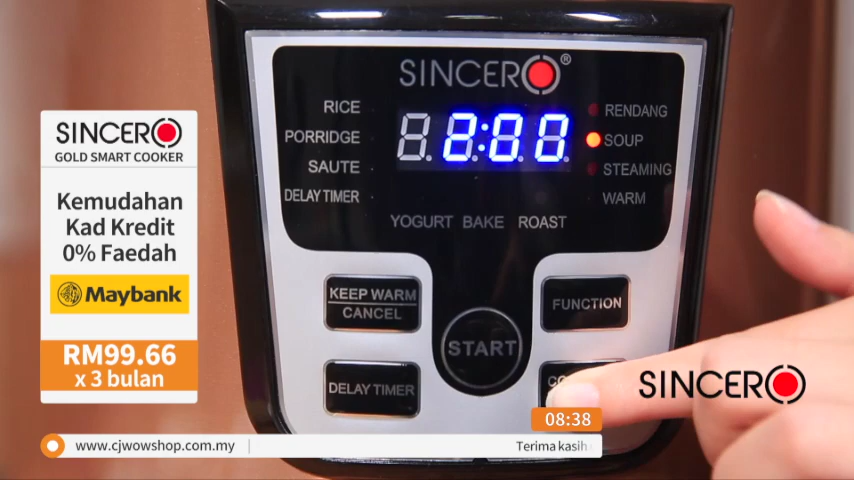 SINCERO
GOLD SMART COOKER
Kemudahan
Kad Kredit
0% Faedah
Maybank
RM99.66
x 3 bulan
SINCERO®
RICE
PORRIDGE
SAUTE
DELAY TIMER
2:00
RENDANG
SOUP
STEAMING
WARM
YOGURT BAKE ROAST
KEEP WARM
CANCEL
FUNCTION
START
DELAY TIMER
SINCERO
08:38
www.cjwowshop.com.my
Terima kasih